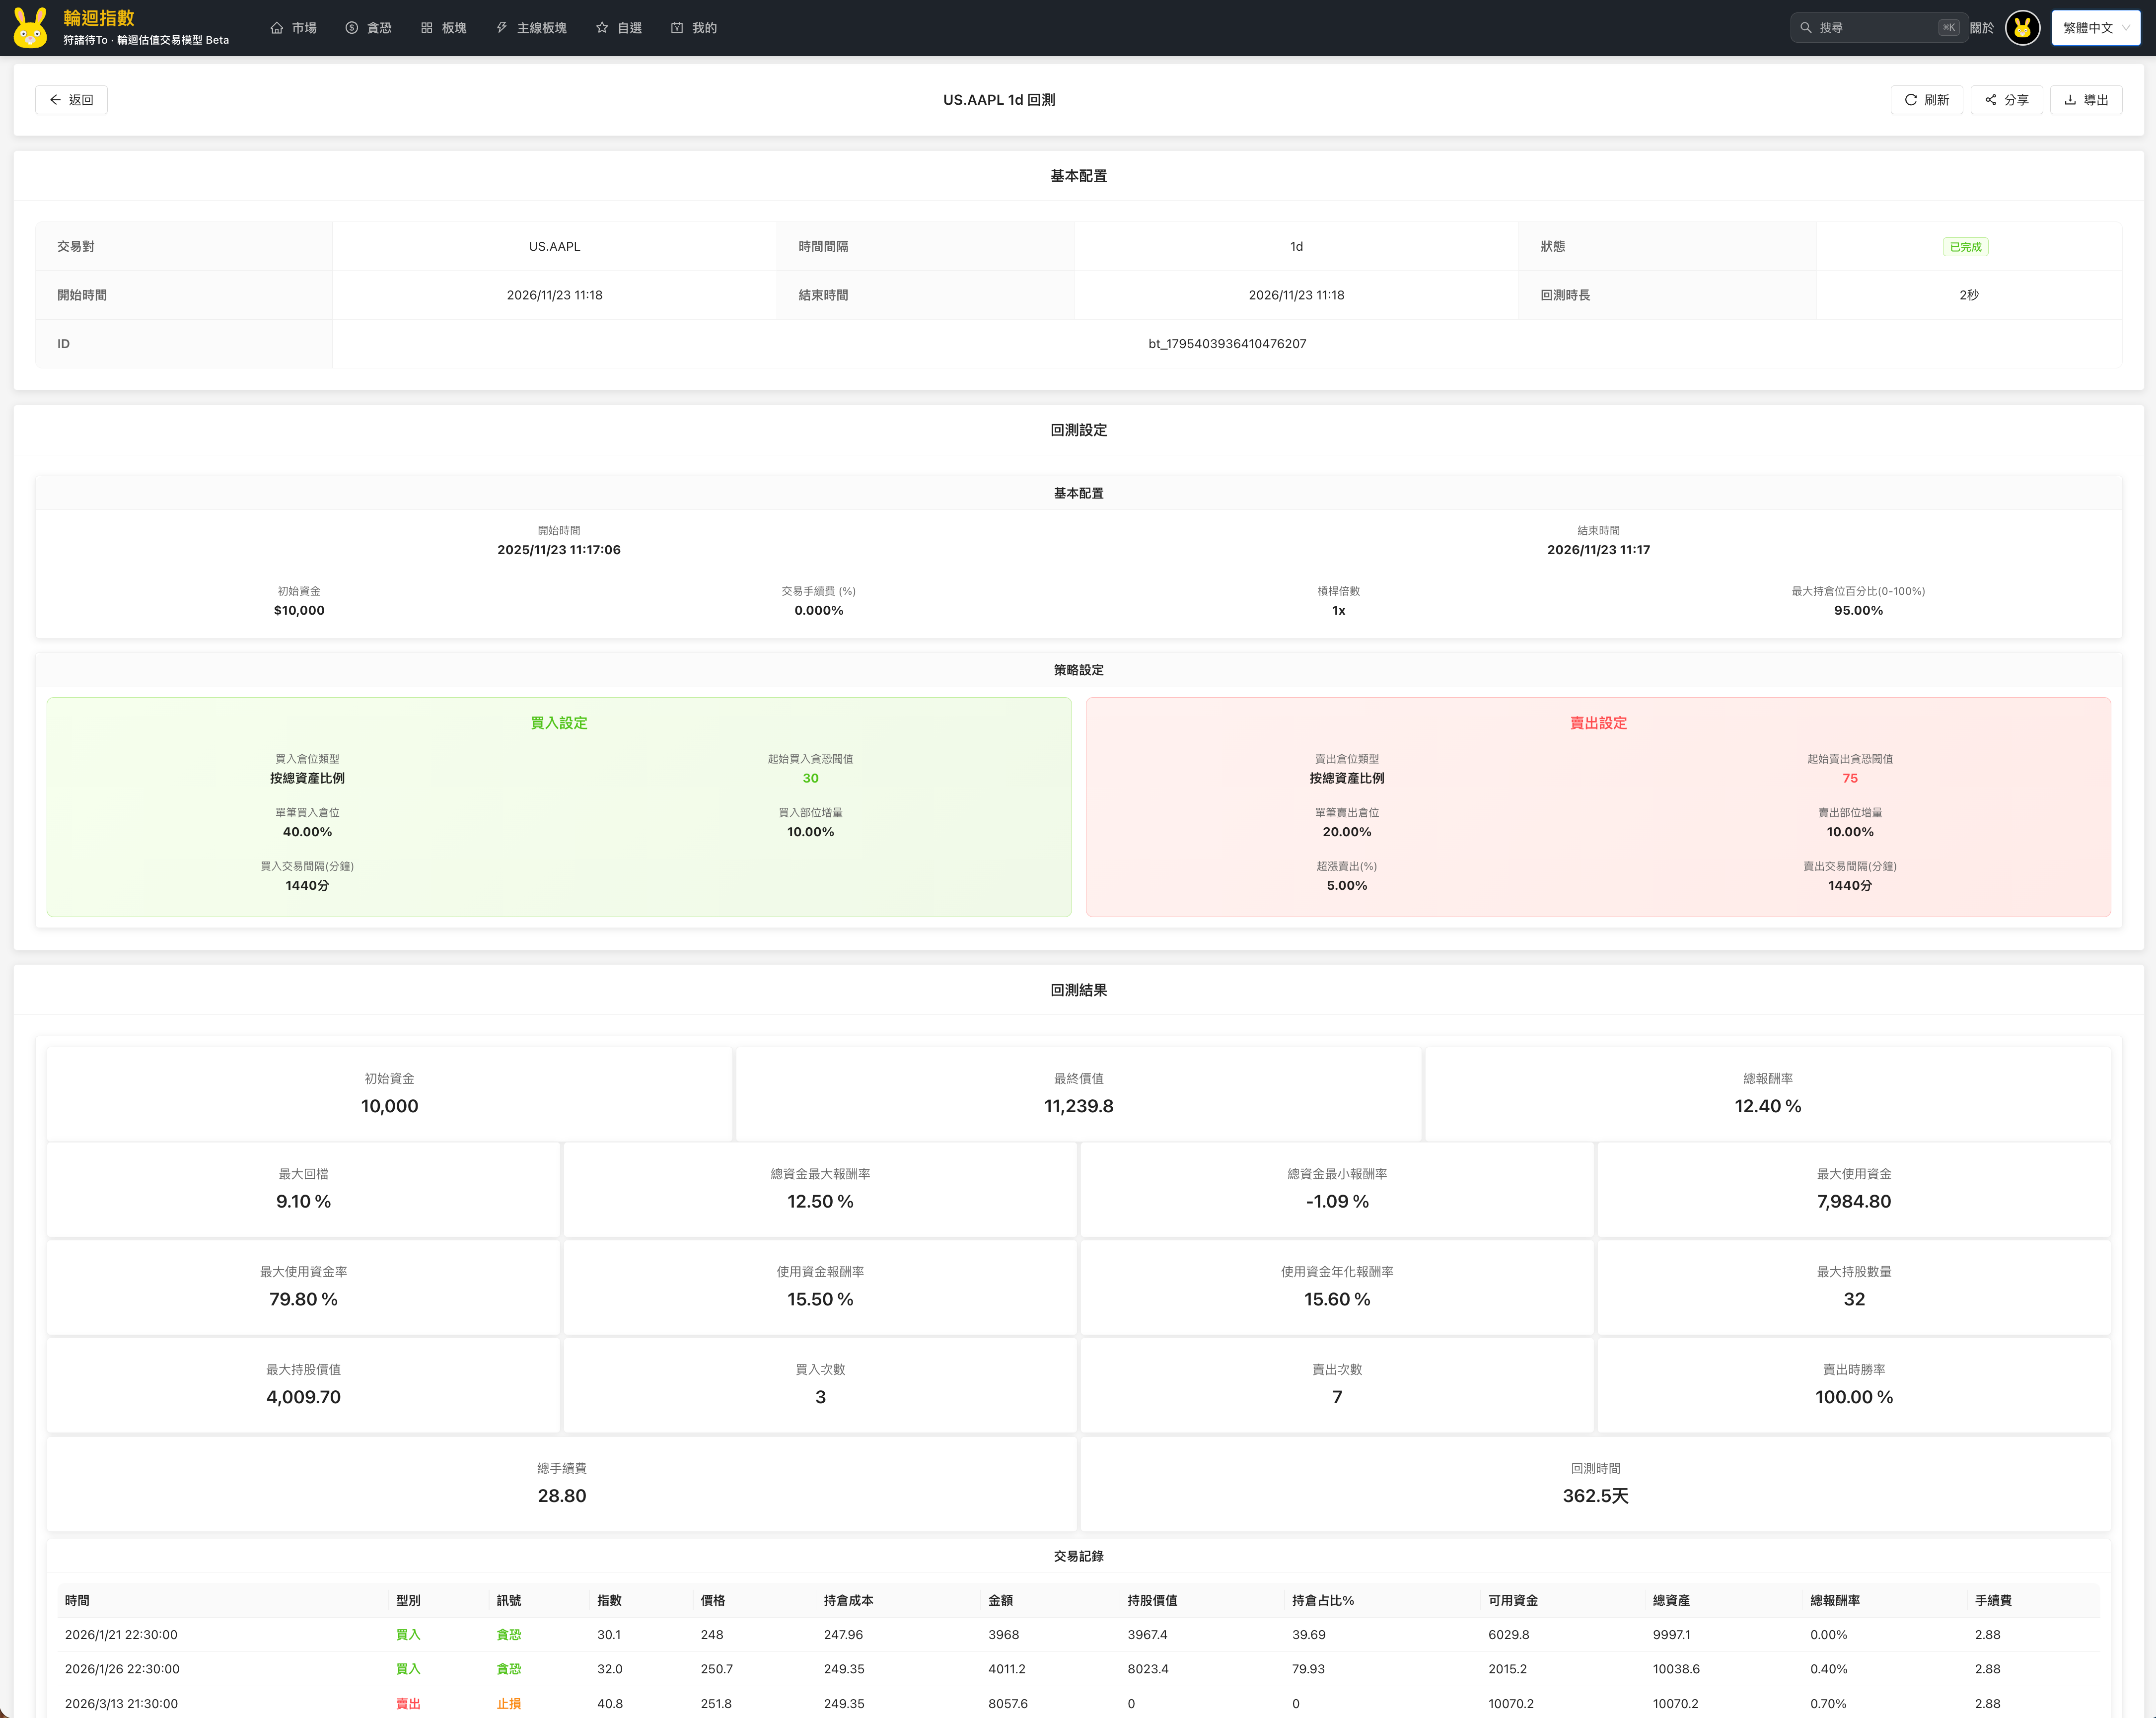 輪迴指數
狩諸待To · 輪迴估值交易模型 Beta
市場 貪恐 板塊 主線板塊 自選 我的
搜尋 ⌘K 關於 繁體中文
返回 US.AAPL 1d 回測 刷新 分享 導出
基本配置
交易對 US.AAPL 時間間隔 1d 狀態 已完成
開始時間 2026/11/23 11:18 結束時間 2026/11/23 11:18 回測時長 2秒
ID bt_1795403936410476207
回測設定
基本配置
開始時間 結束時間
2025/11/23 11:17:06 2026/11/23 11:17
初始資金 交易手續費 (%) 槓桿倍數 最大持倉位百分比(0-100%)
$10,000 0.000% 1x 95.00%
策略設定
買入設定
買入倉位類型 起始買入貪恐閾值
按總資產比例 30
單筆買入倉位 買入部位增量
40.00% 10.00%
買入交易間隔(分鐘)
1440分
賣出設定
賣出倉位類型 起始賣出貪恐閾值
按總資產比例 75
單筆賣出倉位 賣出部位增量
20.00% 10.00%
超漲賣出(%) 賣出交易間隔(分鐘)
5.00% 1440分
回測結果
初始資金 最終價值 總報酬率
10,000 11,239.8 12.40 %
最大回檔 總資金最大報酬率 總資金最小報酬率 最大使用資金
9.10 % 12.50 % -1.09 % 7,984.80
最大使用資金率 使用資金報酬率 使用資金年化報酬率 最大持股數量
79.80 % 15.50 % 15.60 % 32
最大持股價值 買入次數 賣出次數 賣出時勝率
4,009.70 3 7 100.00 %
總手續費 回測時間
28.80 362.5天
交易記錄
時間 型別 訊號 指數 價格 持倉成本 金額 持股價值 持倉占比% 可用資金 總資產 總報酬率 手續費
2026/1/21 22:30:00 買入 貪恐 30.1 248 247.96 3968 3967.4 39.69 6029.8 9997.1 0.00% 2.88
2026/1/26 22:30:00 買入 貪恐 32.0 250.7 249.35 4011.2 8023.4 79.93 2015.2 10038.6 0.40% 2.88
2026/3/13 21:30:00 賣出 止損 40.8 251.8 249.35 8057.6 0 0 10070.2 10070.2 0.70% 2.88